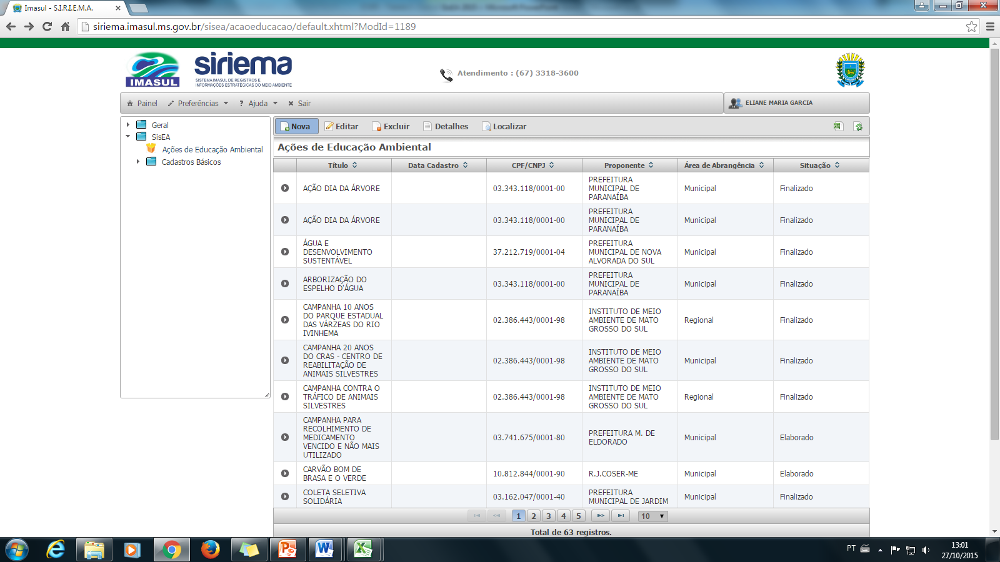 Imasul - S.I.R.I.E.M.A.
siriema.imasul.ms.gov.br/sisea/acaoeducacao/default.xhtml?ModId=1189
IMASUL
siriema
SISTEMA IMASUL DE REGISTROS E
INFORMAÇÕES ESTRATÉGICAS DO MEIO AMBIENTE
Atendimento : (67) 3318-3600
Painel Preferências ? Ajuda Sair
ELIANE MARIA GARCIA
Geral
SisEA
Ações de Educação Ambiental
Cadastros Básicos
Nova Editar Excluir Detalhes Localizar
Ações de Educação Ambiental
Título Data Cadastro CPF/CNPJ Proponente Área de Abrangência Situação
AÇÃO DIA DA ÁRVORE 03.343.118/0001-00 PREFEITURA
MUNICIPAL DE
PARANAÍBA
Municipal Finalizado
AÇÃO DIA DA ÁRVORE 03.343.118/0001-00 PREFEITURA
MUNICIPAL DE
PARANAÍBA
Municipal Finalizado
ÁGUA E
DESENVOLVIMENTO
SUSTENTÁVEL
37.212.719/0001-04
PREFEITURA
MUNICIPAL DE NOVA
ALVORADA DO SUL
Municipal Finalizado
ARBORIZAÇÃO DO
ESPELHO D'ÁGUA
03.343.118/0001-00
PREFEITURA
MUNICIPAL DE
PARANAÍBA
Municipal Finalizado
CAMPANHA 10 ANOS
DO PARQUE ESTADUAL
DAS VÁRZEAS DO RIO
IVINHEMA
02.386.443/0001-98
INSTITUTO DE MEIO
AMBIENTE DE MATO
GROSSO DO SUL
Regional Finalizado
CAMPANHA 20 ANOS
DO CRAS - CENTRO DE
REABILITAÇÃO DE
ANIMAIS SILVESTRES
02.386.443/0001-98
INSTITUTO DE MEIO
AMBIENTE DE MATO
GROSSO DO SUL
Municipal Finalizado
CAMPANHA CONTRA O
TRÁFICO DE ANIMAIS
SILVESTRES
02.386.443/0001-98
INSTITUTO DE MEIO
AMBIENTE DE MATO
GROSSO DO SUL
Regional Finalizado
CAMPANHA PARA
RECOLHIMENTO DE
MEDICAMENTO
VENCIDO E NÃO MAIS
UTILIZADO
03.741.675/0001-80
PREFEITURA M. DE
ELDORADO
Municipal Elaborado
CARVÃO BOM DE
BRASA E O VERDE
10.812.844/0001-90
R.J.COSER-ME
Municipal Elaborado
COLETA SELETIVA
SOLIDÁRIA
03.162.047/0001-40
PREFEITURA
MUNICIPAL DE JARDIM
Municipal Finalizado
1 2 3 4 5 10
Total de 63 registros.
PT
13:01
27/10/2015